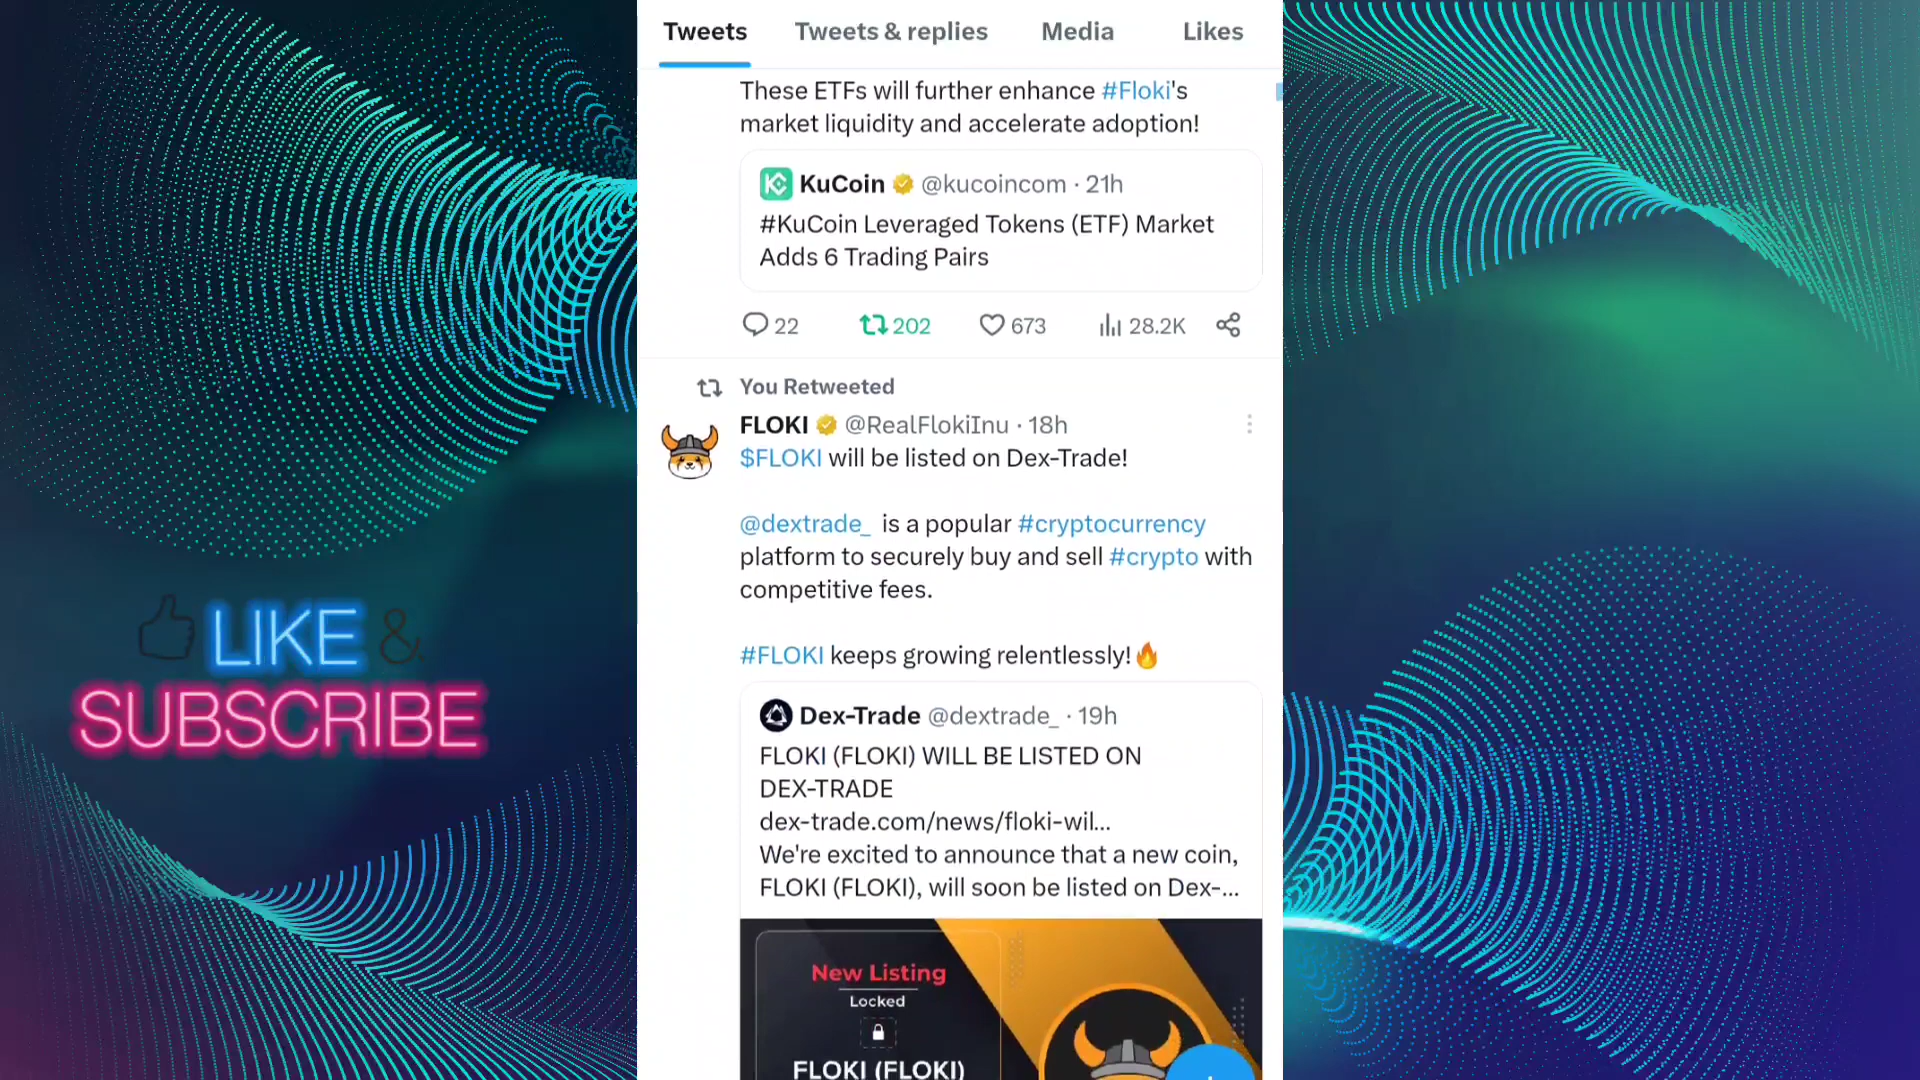 Tweets Tweets & replies Media Likes
These ETFs will further enhance #Floki's
market liquidity and accelerate adoption!
KuCoin @kucoincom · 21h
#KuCoin Leveraged Tokens (ETF) Market
Adds 6 Trading Pairs
22 202 673 28.2K
You Retweeted
FLOKI @RealFlokiInu · 18h
$FLOKI will be listed on Dex-Trade!
@dextrade_ is a popular #cryptocurrency
platform to securely buy and sell #crypto with
competitive fees.
#FLOKI keeps growing relentlessly!🔥
Dex-Trade @dextrade_ · 19h
FLOKI (FLOKI) WILL BE LISTED ON
DEX-TRADE
dex-trade.com/news/floki-wil...
We're excited to announce that a new coin,
FLOKI (FLOKI), will soon be listed on Dex-...
New Listing
Locked
FLOKI (FLOKI)
LIKE &
SUBSCRIBE